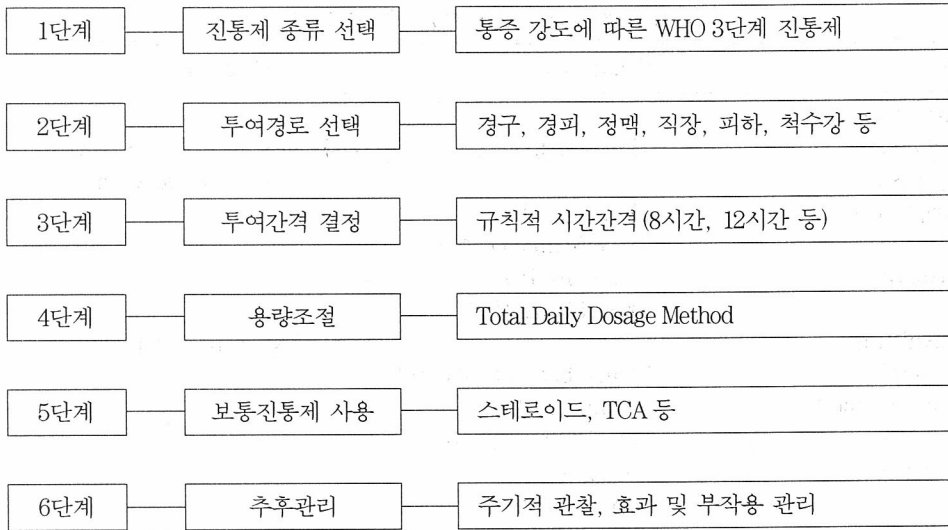 1단계 진통제 종류 선택 통증 강도에 따른 WHO 3단계 진통제
2단계 투여경로 선택 경구, 경피, 정맥, 직장, 피하, 척수강 등
3단계 투여간격 결정 규칙적 시간간격(8시간, 12시간 등)
4단계 용량조절 Total Daily Dosage Method
5단계 보통진통제 사용 스테로이드, TCA 등
6단계 추후관리 주기적 관찰, 효과 및 부작용 관리